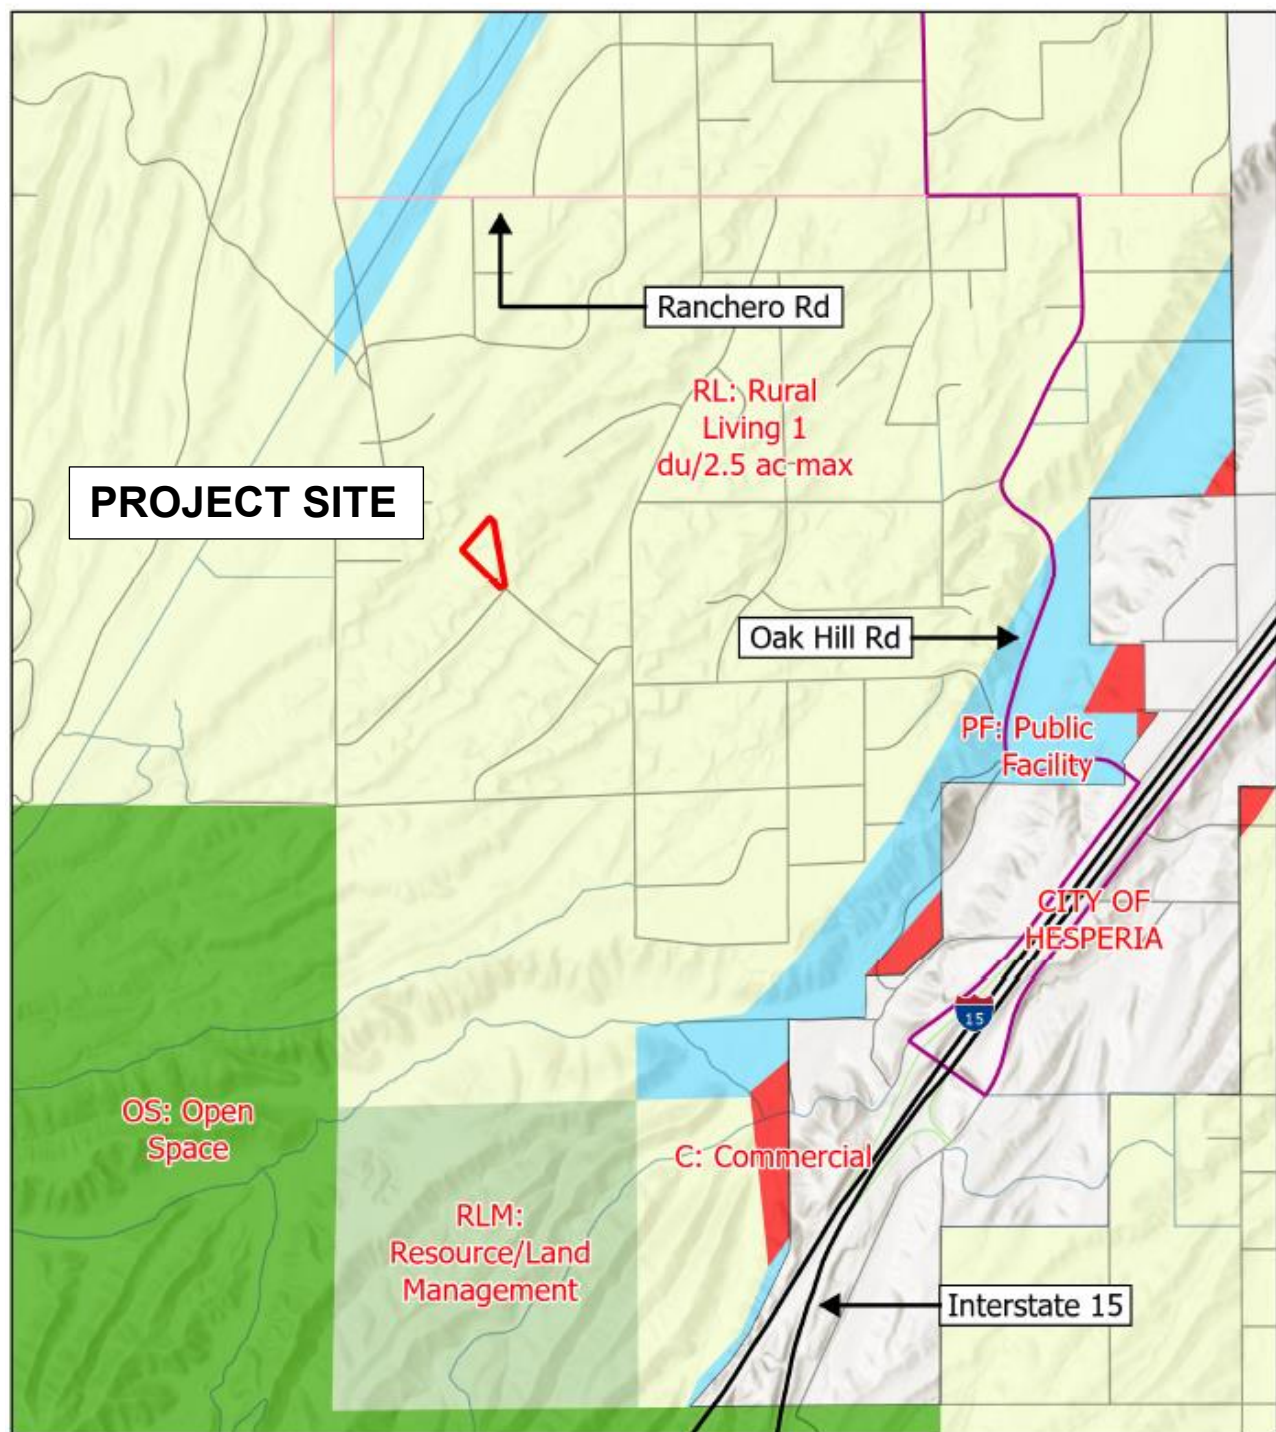 Ranchero Rd
RL: Rural
Living 1
du/2.5 ac max
PROJECT SITE
Oak Hill Rd
PF: Public
Facility
CITY OF
HESPERIA
15
OS: Open
Space
C: Commercial
RLM:
Resource/Land
Management
Interstate 15